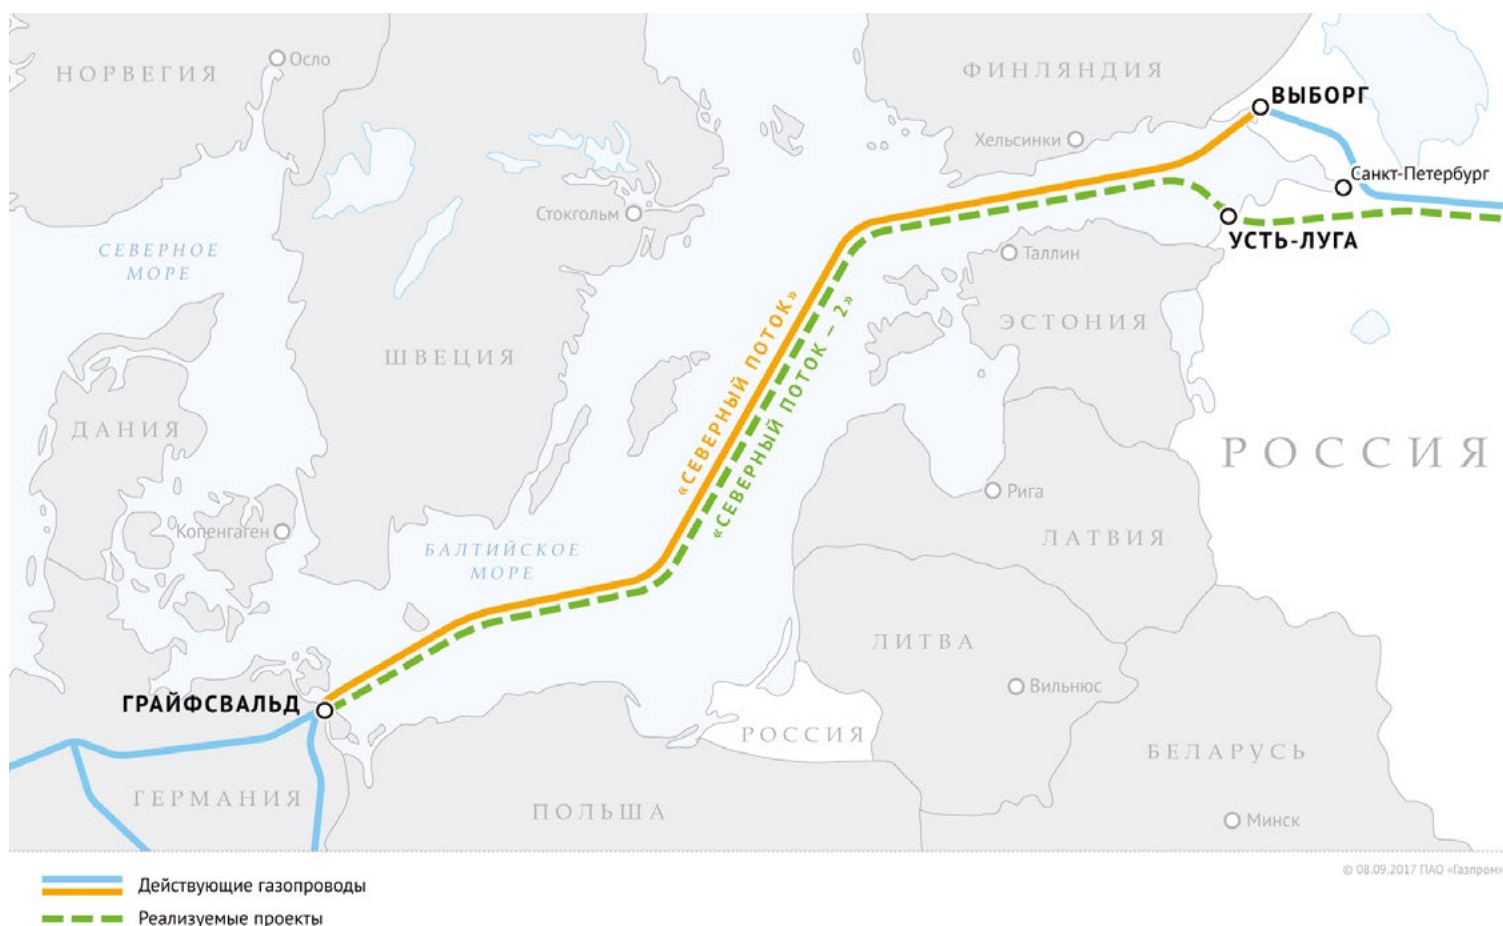 НОРВЕГИЯ
Осло
ФИНЛЯНДИЯ
ВЫБОРГ
Хельсинки
Санкт-Петербург
Стокгольм
УСТЬ-ЛУГА
СЕВЕРНОЕ
МОРЕ
Таллин
ЭСТОНИЯ
ШВЕЦИЯ
«СЕВЕРНЫЙ ПОТОК»
«СЕВЕРНЫЙ ПОТОК – 2»
ДАНИЯ
РОССИЯ
Рига
Копенгаген
ЛАТВИЯ
БАЛТИЙСКОЕ
МОРЕ
ЛИТВА
Вильнюс
ГРАЙФСВАЛЬД
РОССИЯ
БЕЛАРУСЬ
ГЕРМАНИЯ
ПОЛЬША
Минск
© 08.09.2017 ПАО «Газпром»
Действующие газопроводы
Реализуемые проекты